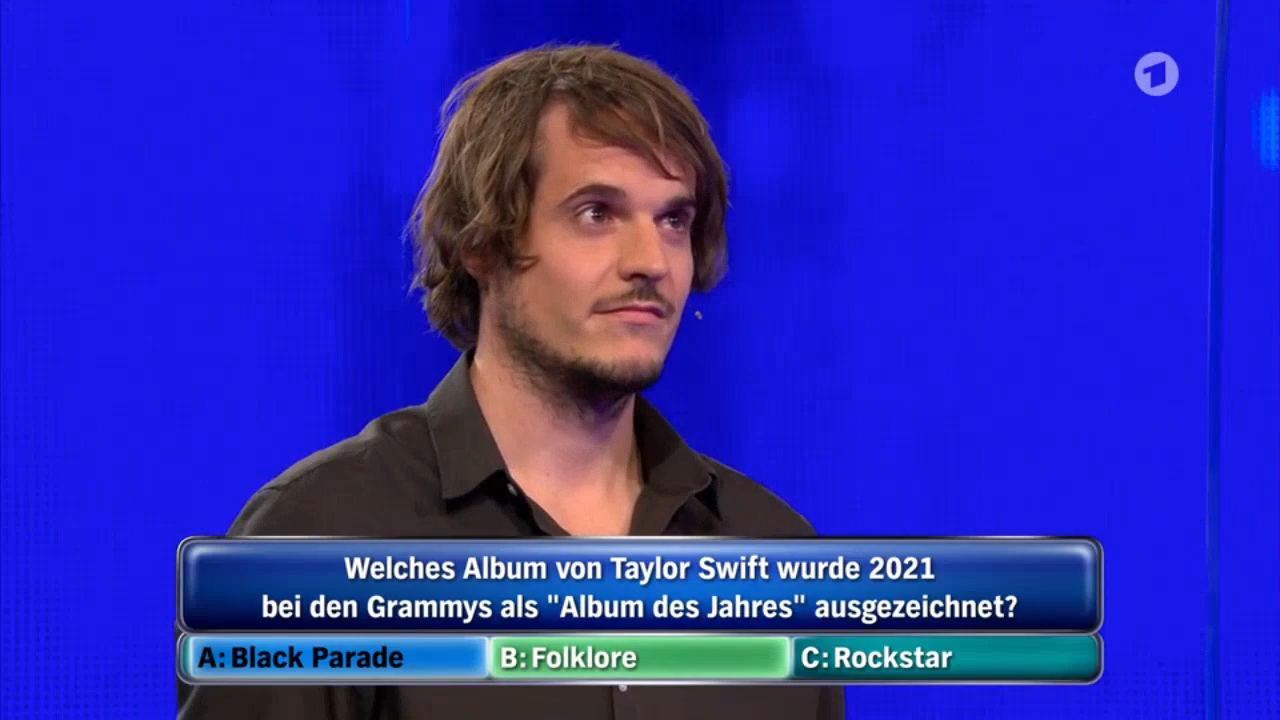 Welches Album von Taylor Swift wurde 2021
bei den Grammys als "Album des Jahres" ausgezeichnet?
A: Black Parade
B: Folklore
C: Rockstar
1